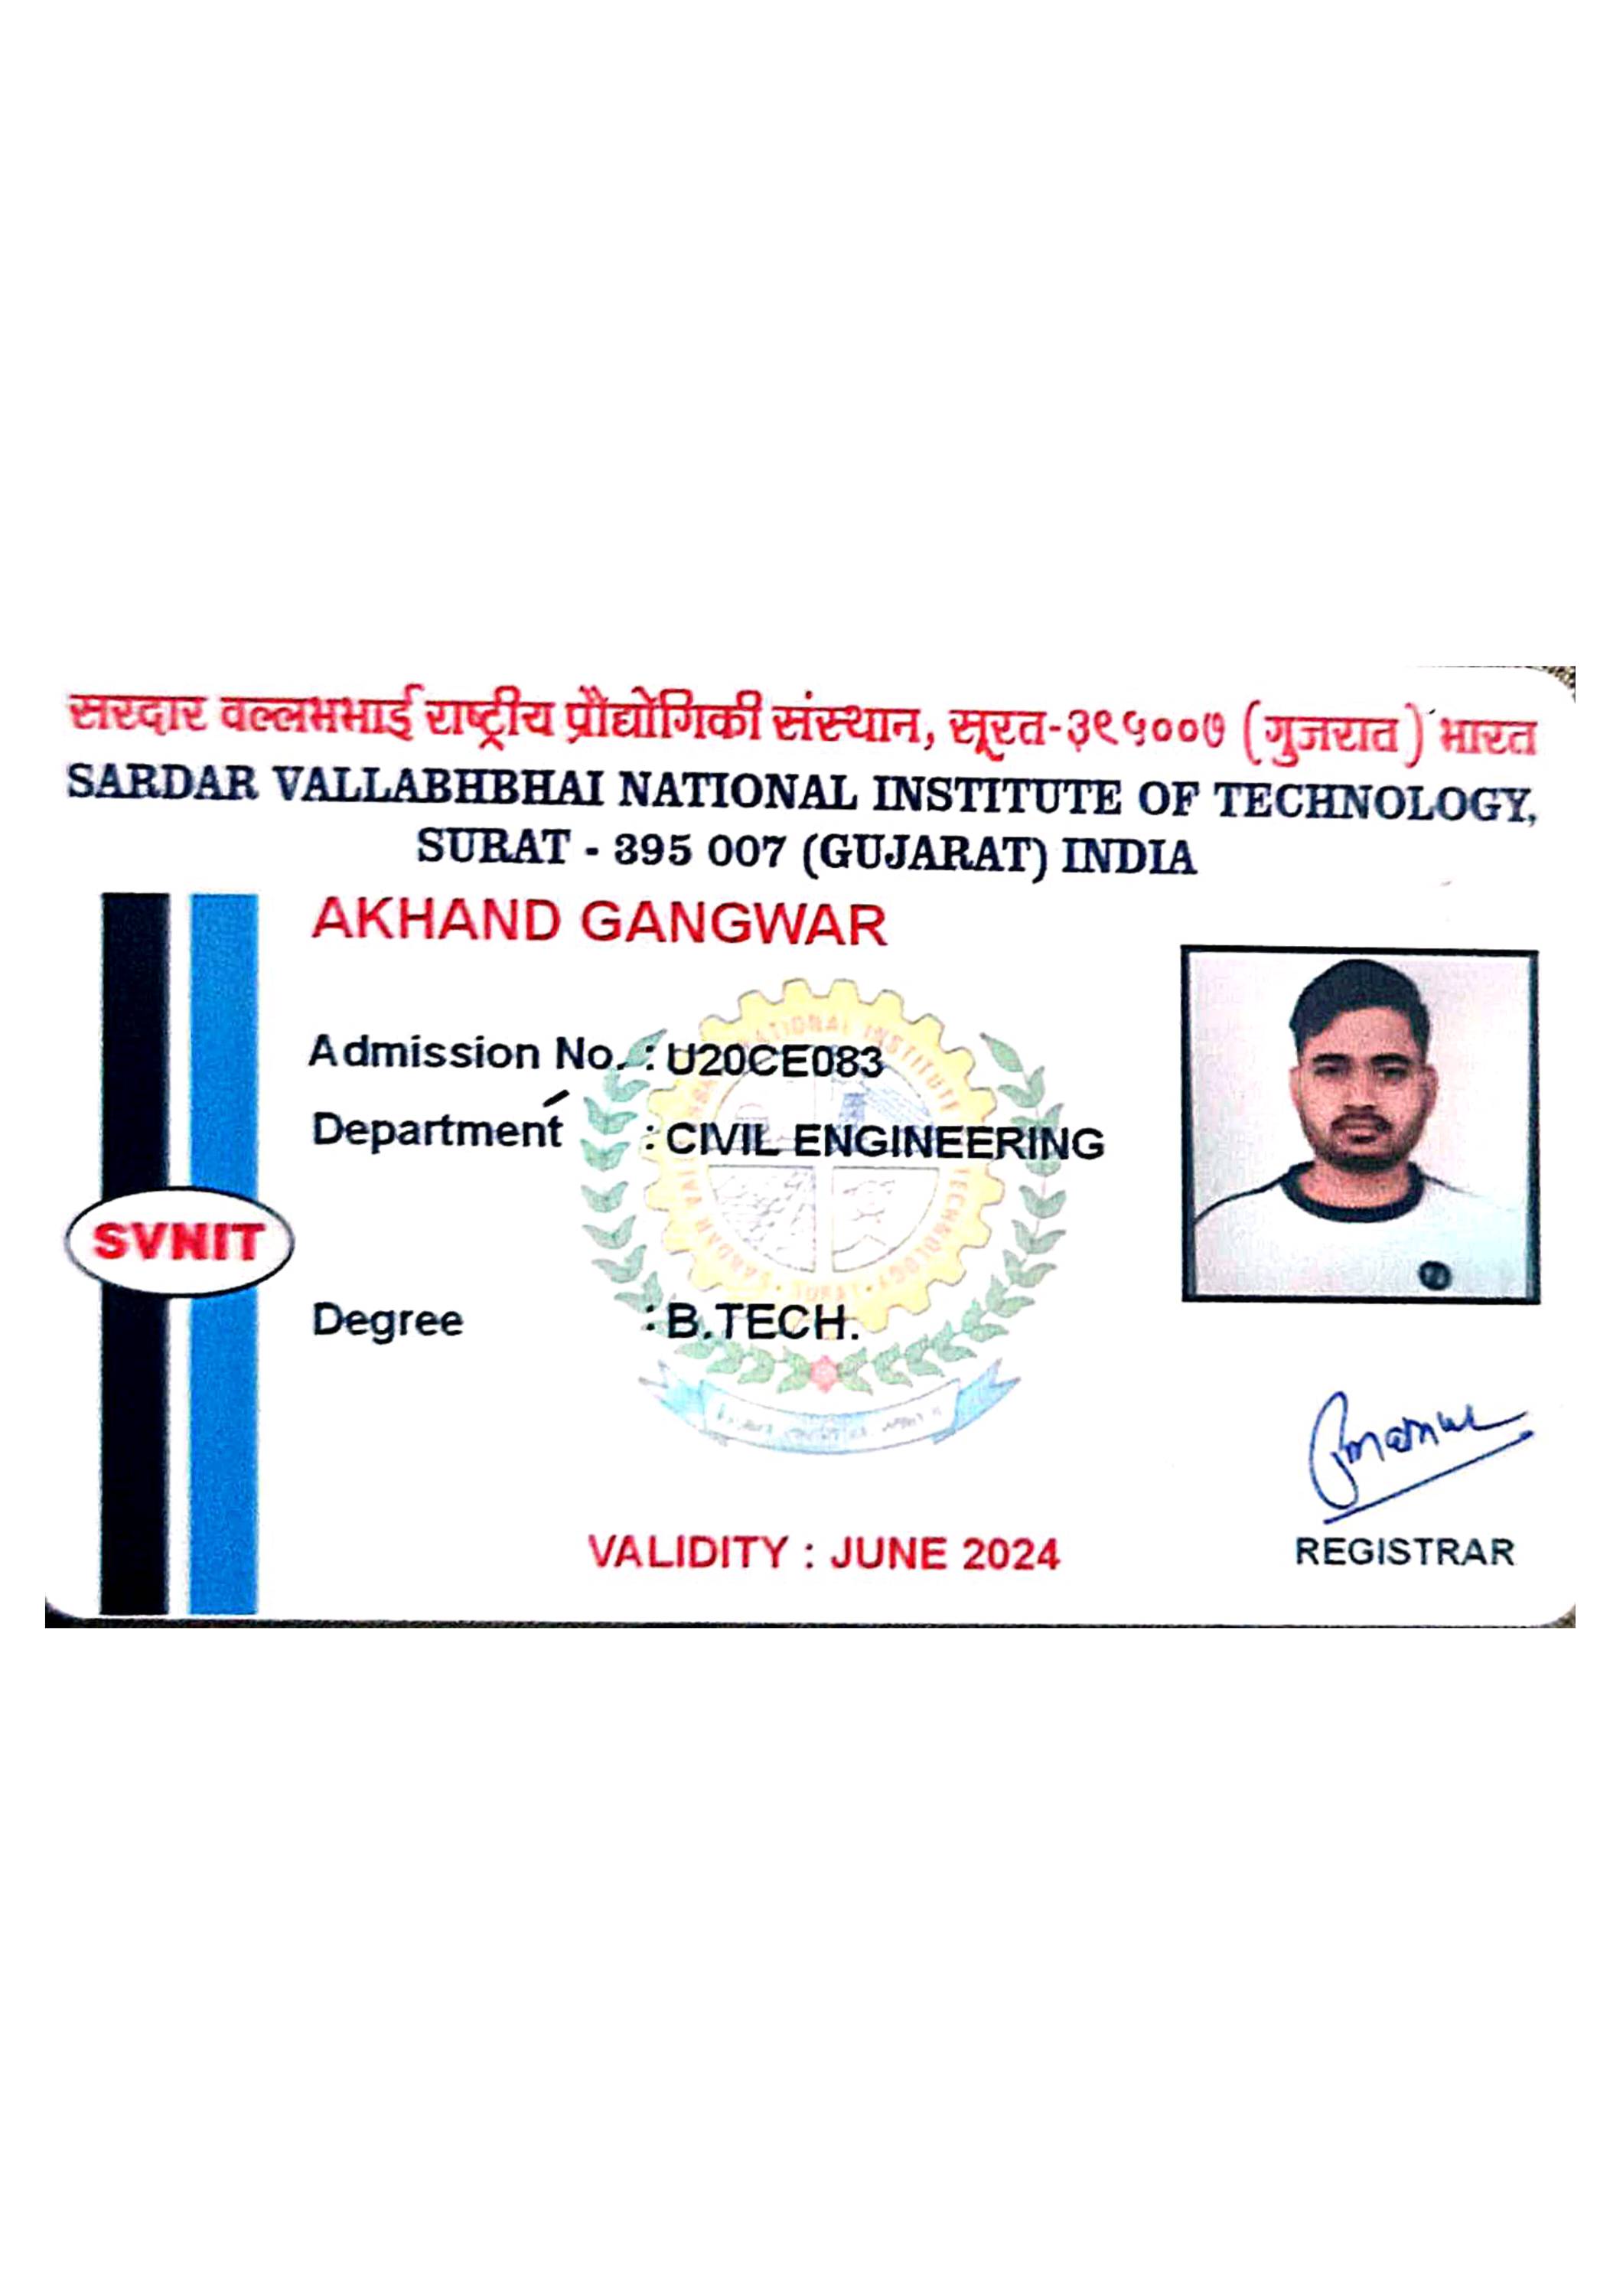 सरदार वल्लभभाई राष्ट्रीय प्रौद्योगिकी संस्थान, सूरत-३९५००७ (गुजरात) भारत
SARDAR VALLABHBHAI NATIONAL INSTITUTE OF TECHNOLOGY,
SURAT - 395 007 (GUJARAT) INDIA
AKHAND GANGWAR
Admission No. : U20CE083
Department : CIVIL ENGINEERING
SVNIT
Degree : B.TECH.
VALIDITY : JUNE 2024
REGISTRAR